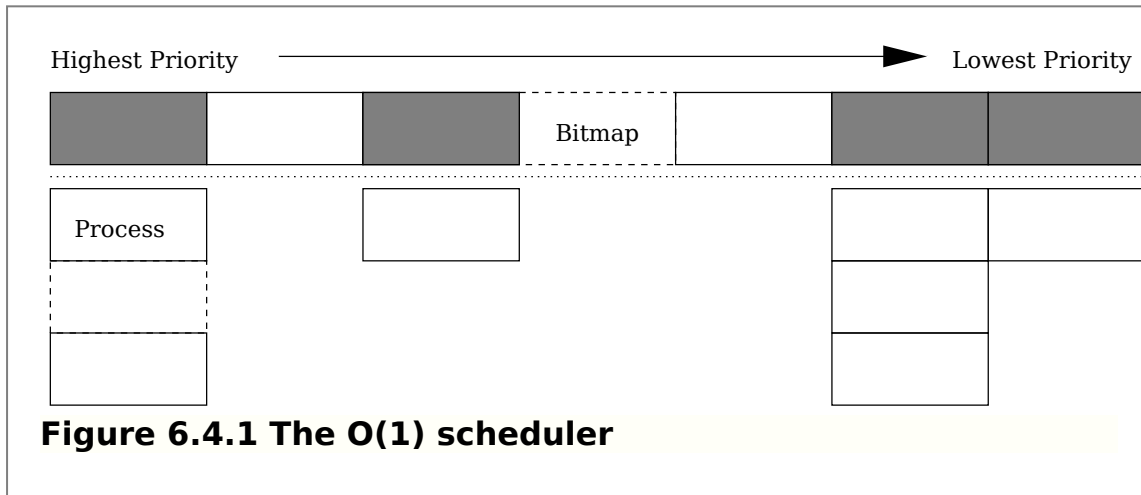 Highest Priority
Lowest Priority
Bitmap
Process
Figure 6.4.1 The O(1) scheduler